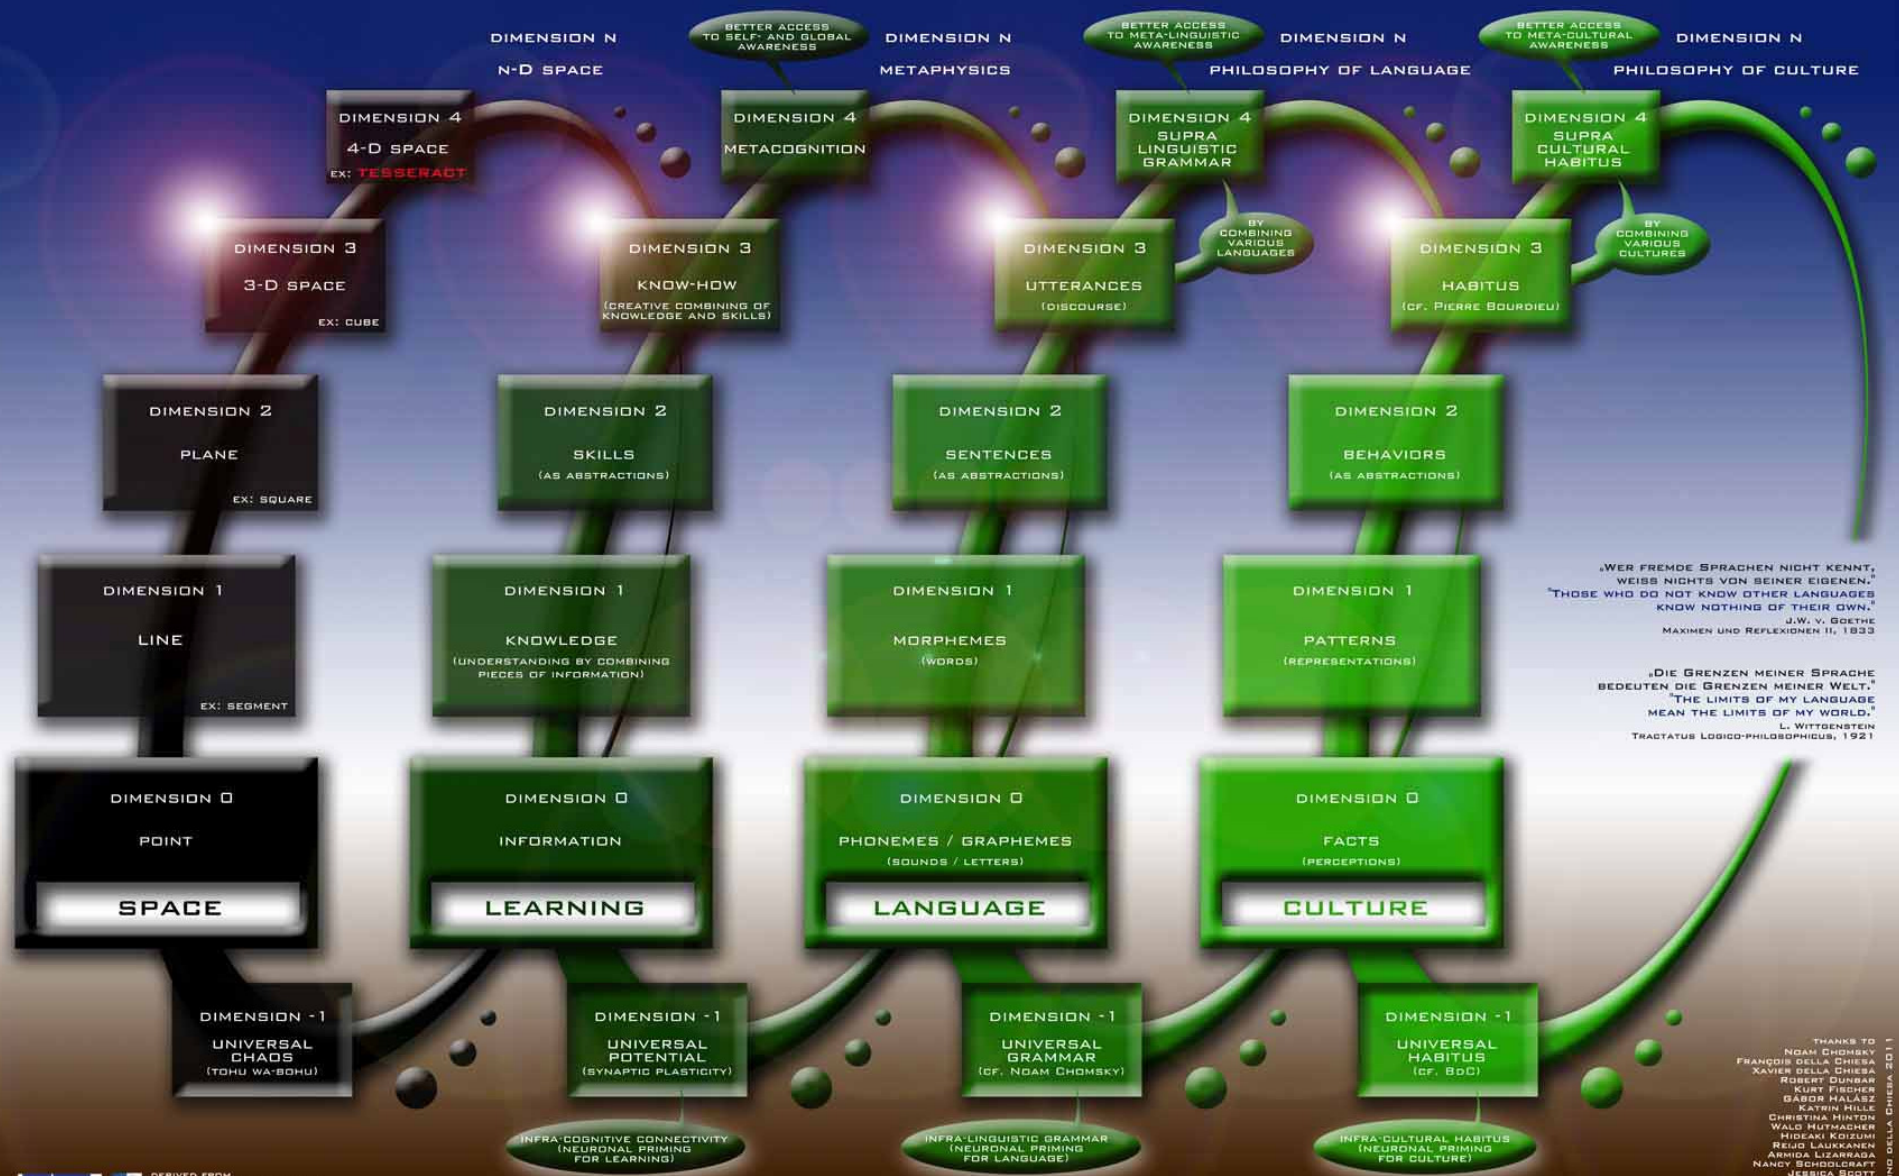 DIMENSION N
N-D SPACE
DIMENSION 4
4-D SPACE
EX: TESSERACT
DIMENSION 3
3-D SPACE
EX: CUBE
DIMENSION 2
PLANE
EX: SQUARE
DIMENSION 1
LINE
EX: SEGMENT
DIMENSION 0
POINT
SPACE
DIMENSION -1
UNIVERSAL
CHAOS
(TOHU WA-BOHU)
BETTER ACCESS
TO SELF- AND GLOBAL
AWARENESS
DIMENSION N
METAPHYSICS
DIMENSION 4
METACOGNITION
DIMENSION 3
KNOW-HOW
(CREATIVE COMBINING OF
KNOWLEDGE AND SKILLS)
DIMENSION 2
SKILLS
(AS ABSTRACTIONS)
DIMENSION 1
KNOWLEDGE
(UNDERSTANDING BY COMBINING
PIECES OF INFORMATION)
DIMENSION 0
INFORMATION
LEARNING
DIMENSION -1
UNIVERSAL
POTENTIAL
(SYNAPTIC PLASTICITY)
INFRA-COGNITIVE CONNECTIVITY
(NEURONAL PRIMING
FOR LEARNING)
BETTER ACCESS
TO META-LINGUISTIC
AWARENESS
DIMENSION N
PHILOSOPHY OF LANGUAGE
DIMENSION 4
SUPRA
LINGUISTIC
GRAMMAR
BY
COMBINING
VARIOUS
LANGUAGES
DIMENSION 3
UTTERANCES
(DISCOURSE)
DIMENSION 2
SENTENCES
(AS ABSTRACTIONS)
DIMENSION 1
MORPHEMES
(WORDS)
DIMENSION 0
PHONEMES / GRAPHEMES
(SOUNDS / LETTERS)
LANGUAGE
DIMENSION -1
UNIVERSAL
GRAMMAR
(CF. NOAM CHOMSKY)
INFRA-LINGUISTIC GRAMMAR
(NEURONAL PRIMING
FOR LANGUAGE)
BETTER ACCESS
TO META-CULTURAL
AWARENESS
DIMENSION N
PHILOSOPHY OF CULTURE
DIMENSION 4
SUPRA
CULTURAL
HABITUS
BY
COMBINING
VARIOUS
CULTURES
DIMENSION 3
HABITUS
(CF. PIERRE BOURDIEU)
DIMENSION 2
BEHAVIORS
(AS ABSTRACTIONS)
DIMENSION 1
PATTERNS
(REPRESENTATIONS)
DIMENSION 0
FACTS
(PERCEPTIONS)
CULTURE
DIMENSION -1
UNIVERSAL
HABITUS
(CF. BDC)
INFRA-CULTURAL HABITUS
(NEURONAL PRIMING
FOR CULTURE)
„WER FREMDE SPRACHEN NICHT KENNT,
WEISS NICHTS VON SEINER EIGENEN."
"THOSE WHO DO NOT KNOW OTHER LANGUAGES
KNOW NOTHING OF THEIR OWN."
J.W. V. GOETHE
MAXIMEN UND REFLEXIONEN II, 1833
„DIE GRENZEN MEINER SPRACHE
BEDEUTEN DIE GRENZEN MEINER WELT."
"THE LIMITS OF MY LANGUAGE
MEAN THE LIMITS OF MY WORLD."
L. WITTGENSTEIN
TRACTATUS LOGICO-PHILOSOPHICUS, 1921
THANKS TO
NOAM CHOMSKY
FRANÇOIS DELLA CHIESA
XAVIER DELLA CHIESA
ROBERT DUNBAR
KURT FISCHER
GÁBOR HALÁSZ
KATRIN HILLE
CHRISTINA HINTON
WALO HUTMACHER
HIDEAKI KOIZUMI
REIJO LAUKKANEN
ARMIDA LIZARRAGA
NANCY SCHOOLCRAFT
JESSICA SCOTT
DELLA CHIESA 2011
DERIVED FROM